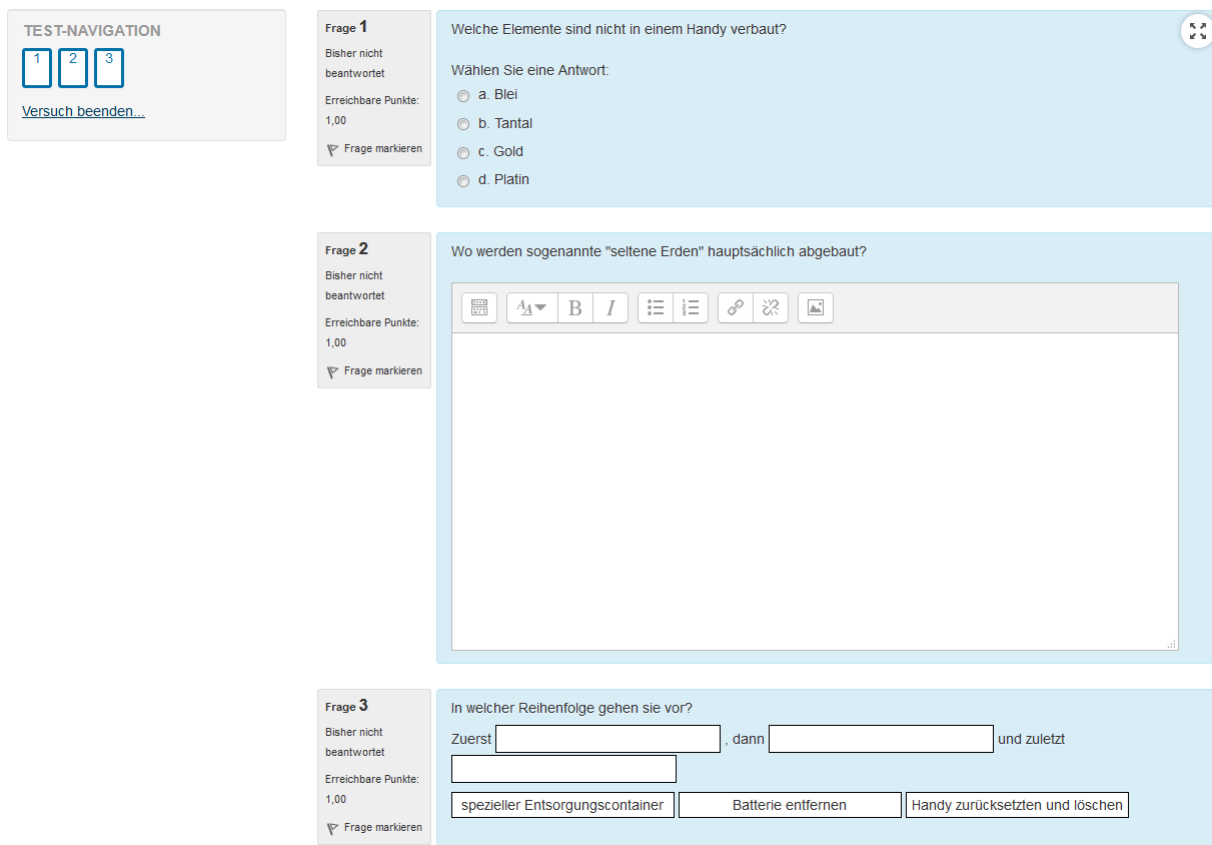 TEST-NAVIGATION
1 2 3
Versuch beenden...
Frage 1
Bisher nicht
beantwortet
Erreichbare Punkte:
1,00
Frage markieren
Welche Elemente sind nicht in einem Handy verbaut?
Wählen Sie eine Antwort:
a. Blei
b. Tantal
c. Gold
d. Platin
Frage 2
Bisher nicht
beantwortet
Erreichbare Punkte:
1,00
Frage markieren
Wo werden sogenannte "seltene Erden" hauptsächlich abgebaut?
B I
Frage 3
Bisher nicht
beantwortet
Erreichbare Punkte:
1,00
Frage markieren
In welcher Reihenfolge gehen sie vor?
Zuerst , dann und zuletzt
spezieller Entsorgungscontainer Batterie entfernen Handy zurücksetzten und löschen